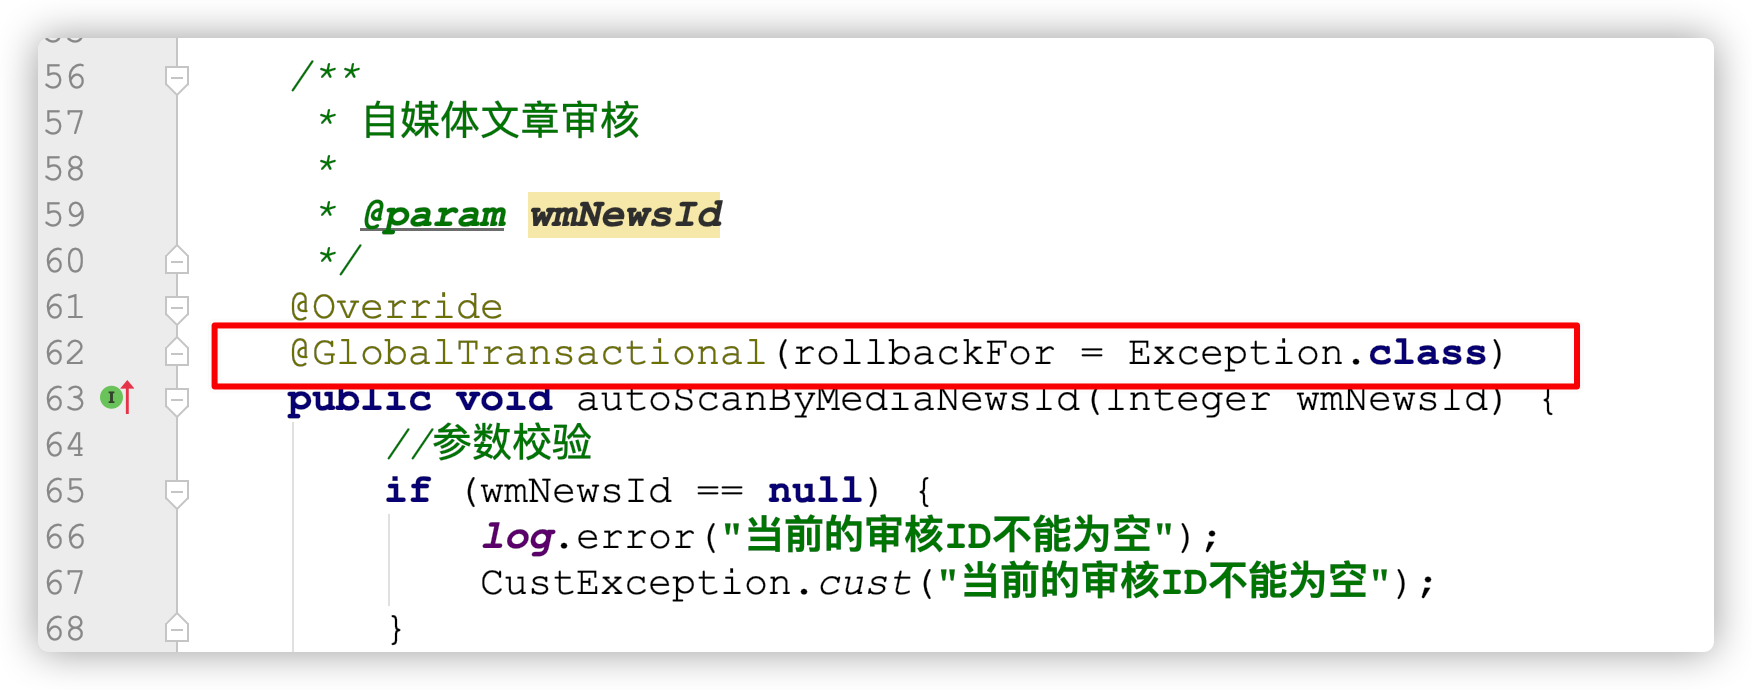 56 /**
57 * 自媒体文章审核
58 *
59 * @param wmNewsId
60 */
61 @Override
62 @GlobalTransactional(rollbackFor = Exception.class)
63 I public void autoScanByMediaNewsId(Integer wmNewsId) {
64 //参数校验
65 if (wmNewsId == null) {
66 log.error("当前的审核ID不能为空");
67 CustException.cust("当前的审核ID不能为空");
68 }